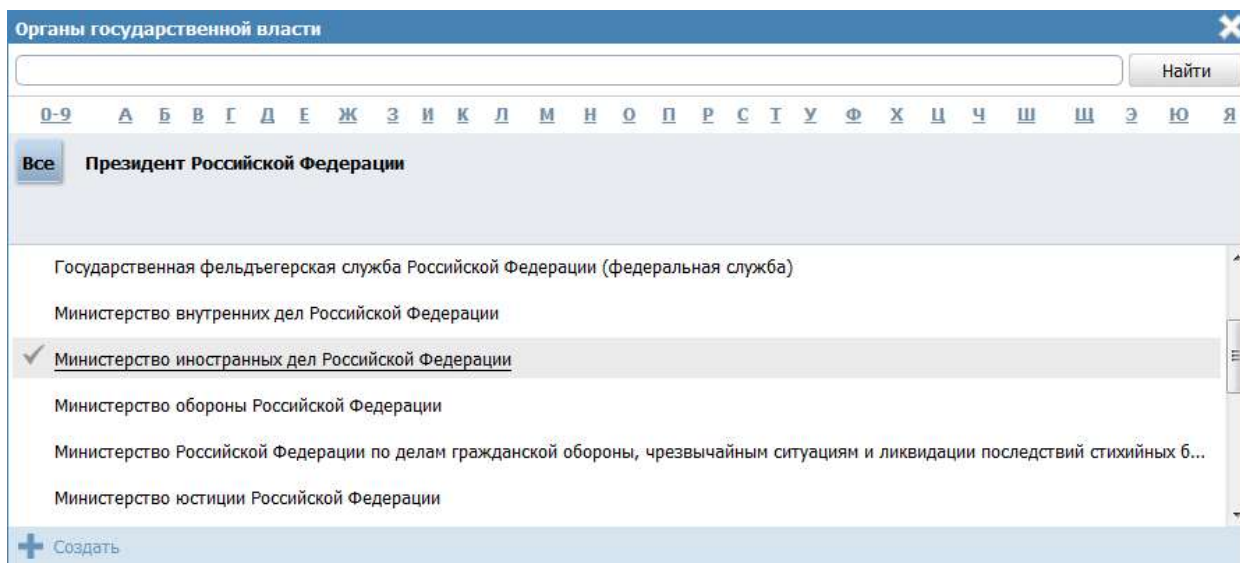 Органы государственной власти
Найти
0-9 А Б В Г Д Е Ж З И К Л М Н О П Р С Т У Ф Х Ц Ч Ш Щ Э Ю Я
Все Президент Российской Федерации
Государственная фельдъегерская служба Российской Федерации (федеральная служба)
Министерство внутренних дел Российской Федерации
Министерство иностранных дел Российской Федерации
Министерство обороны Российской Федерации
Министерство Российской Федерации по делам гражданской обороны, чрезвычайным ситуациям и ликвидации последствий стихийных б...
Министерство юстиции Российской Федерации
Создать